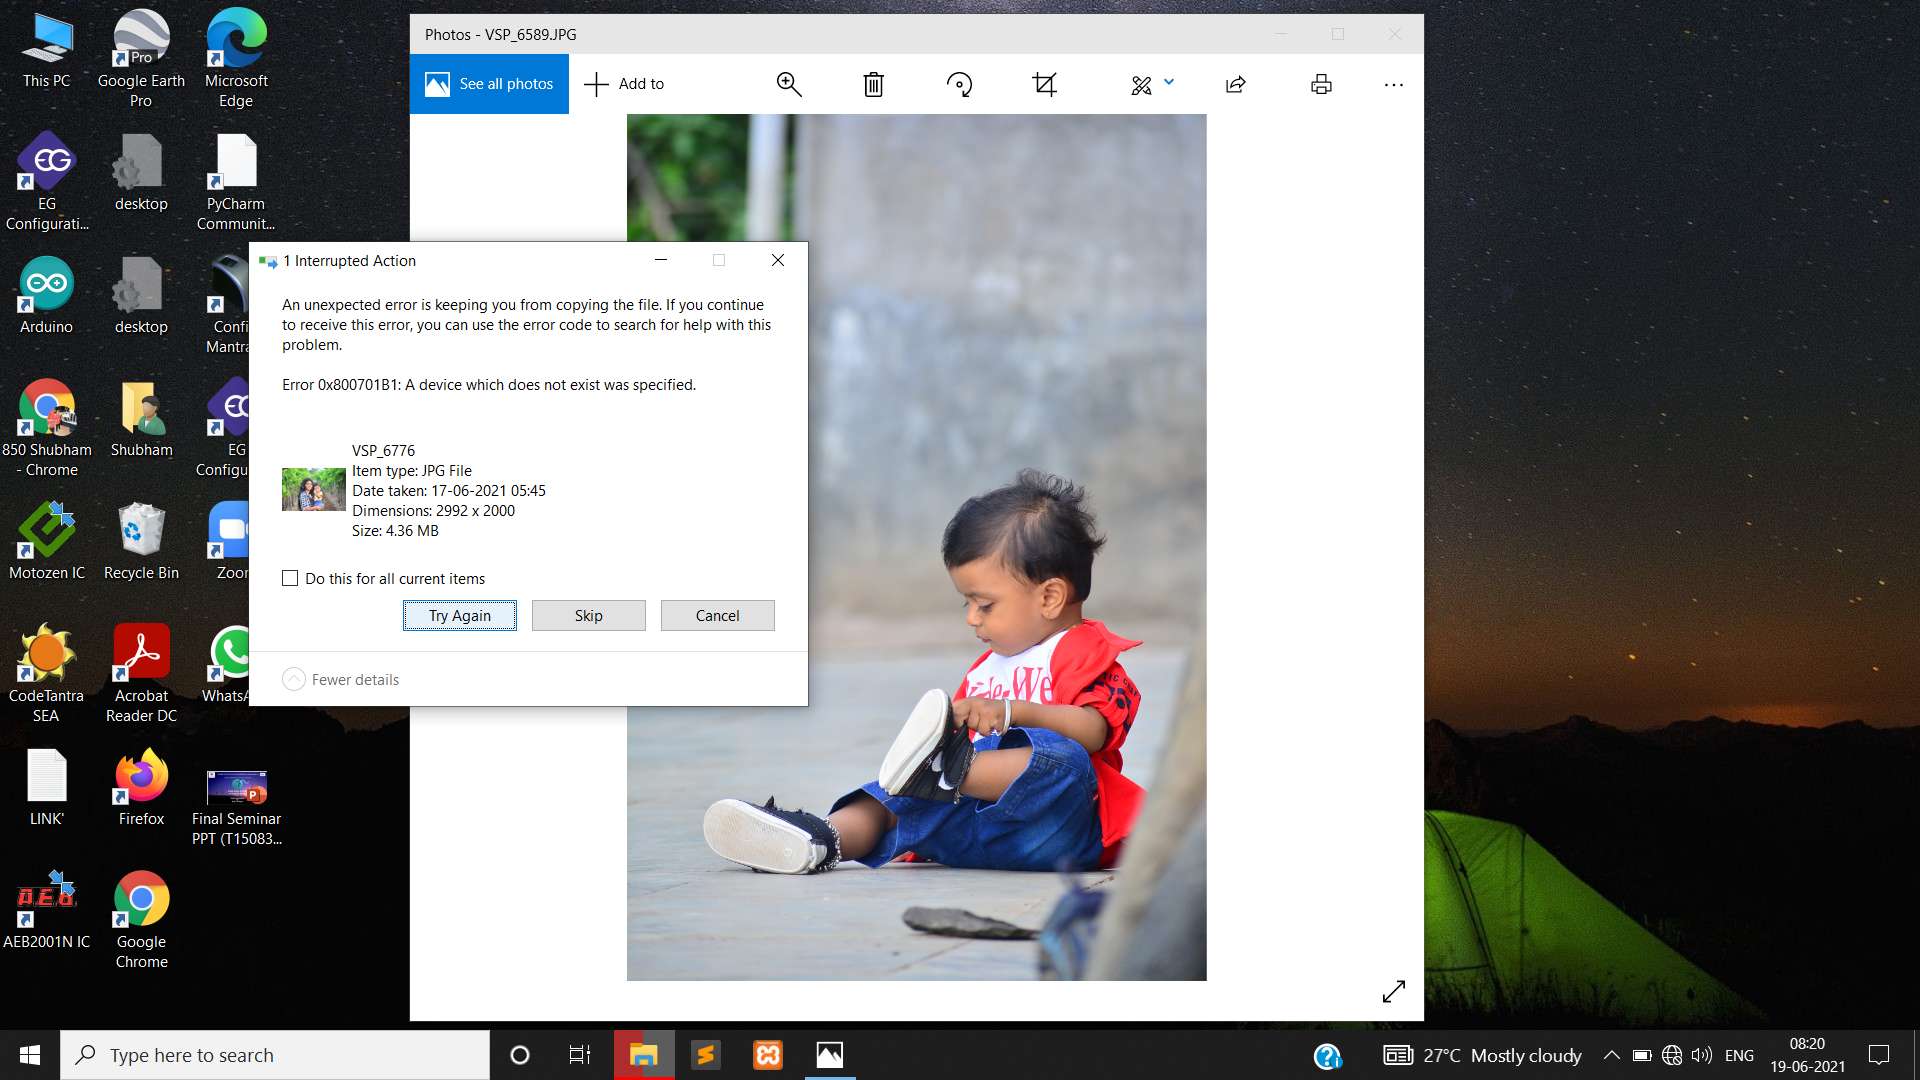 Photos - VSP_6589.JPG
See all photos
Add to
This PC
Google Earth
Pro
Microsoft
Edge
EG
Configurati...
desktop
PyCharm
Communit...
1 Interrupted Action
An unexpected error is keeping you from copying the file. If you continue
to receive this error, you can use the error code to search for help with this
problem.
Error 0x800701B1: A device which does not exist was specified.
VSP_6776
Item type: JPG File
Date taken: 17-06-2021 05:45
Dimensions: 2992 x 2000
Size: 4.36 MB
Do this for all current items
Try Again
Skip
Cancel
Fewer details
Arduino
desktop
Confi
Mantra
850 Shubham
- Chrome
Shubham
EG
Configu
Motozen IC
Recycle Bin
Zoo
CodeTantra
SEA
Acrobat
Reader DC
WhatsA
LINK'
Firefox
Final Seminar
PPT (T15083...
AEB2001N IC
Google
Chrome
Type here to search
27°C Mostly cloudy
ENG
08:20
19-06-2021